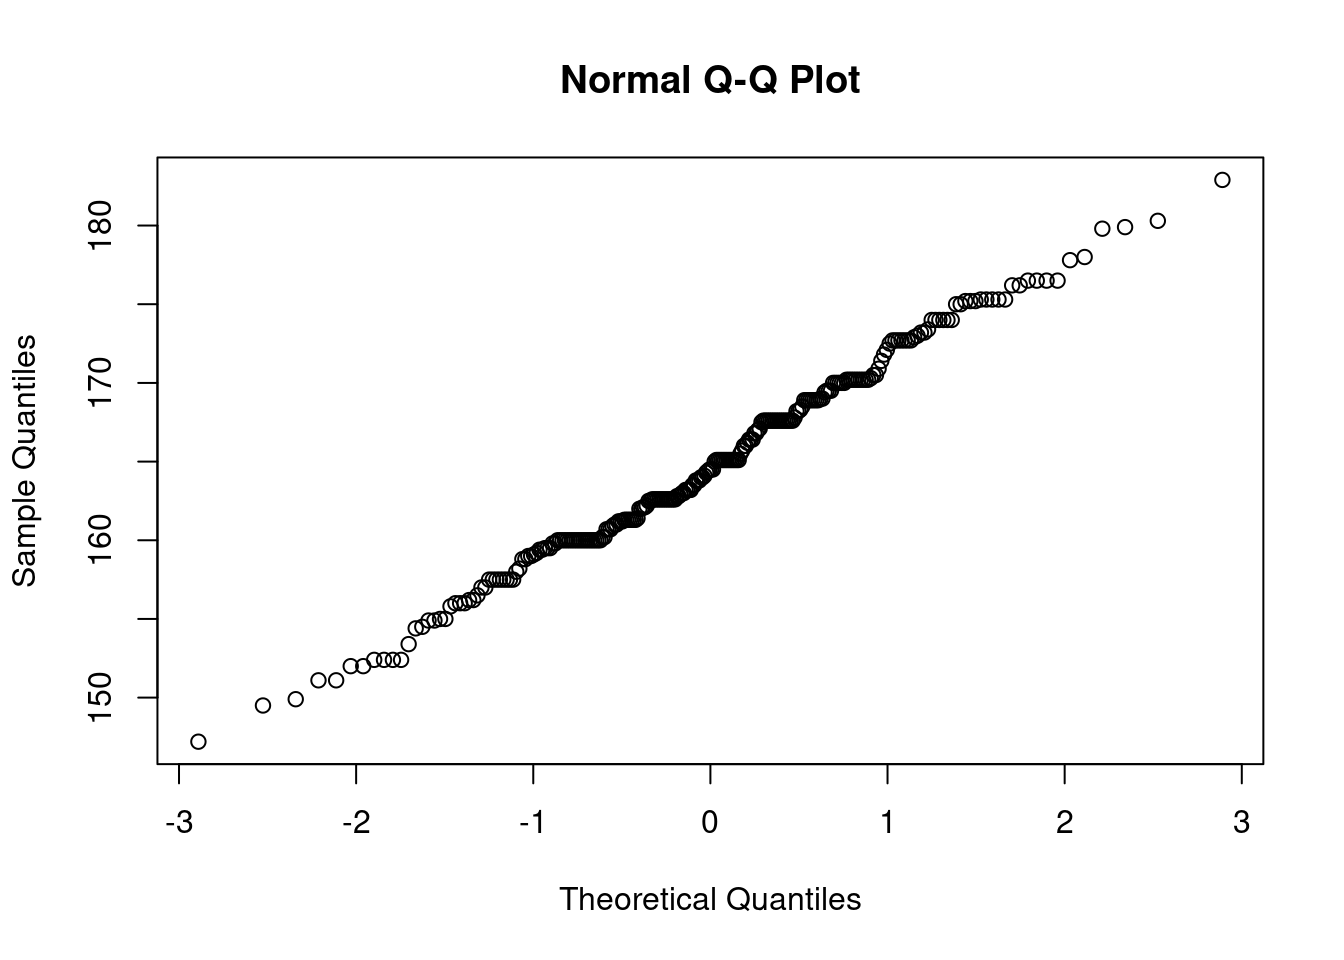 Normal Q-Q Plot
Sample Quantiles
180
170
160
150
-3 -2 -1 0 1 2 3
Theoretical Quantiles